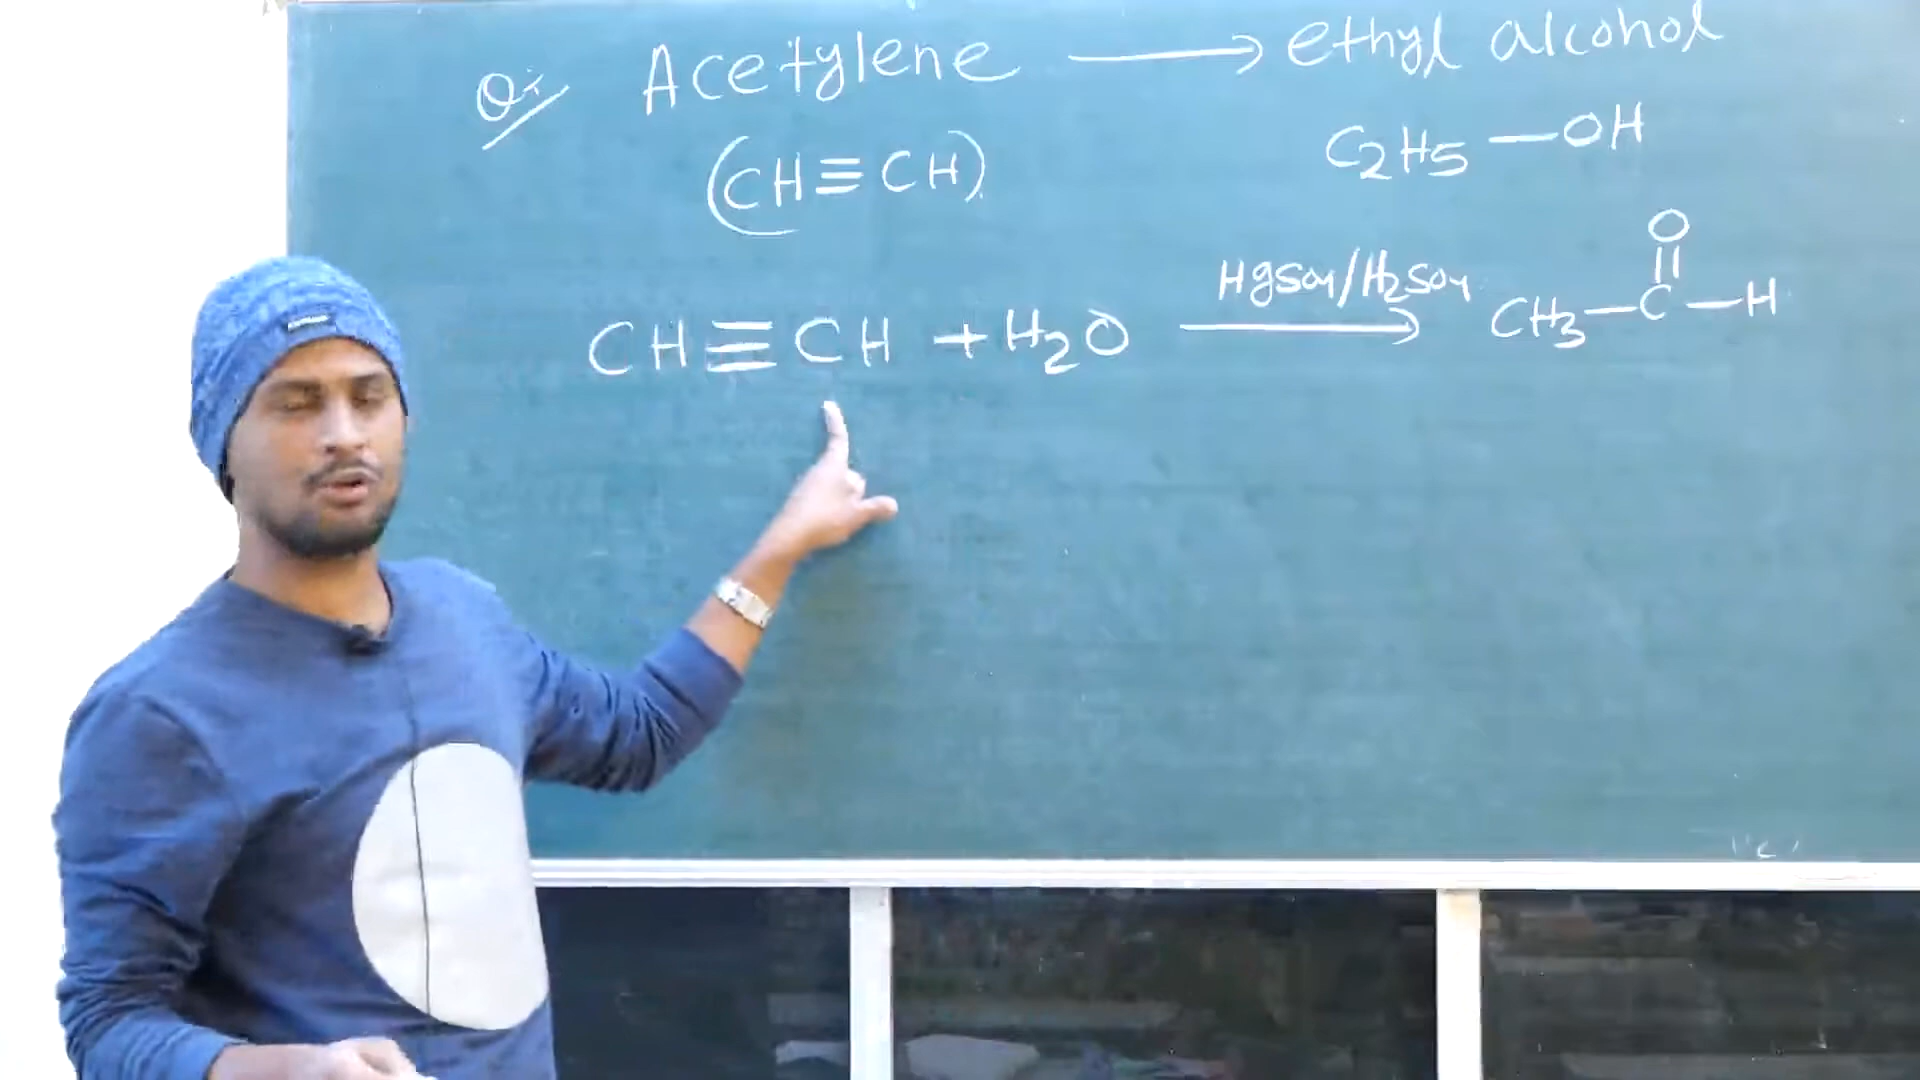 Q:/ Acetylene ⟶ ethyl alcohol
(CH≡CH) C2H5—OH
CH≡CH + H2O HgSO4/H2SO4 ⟶ CH3—C(=O)—H